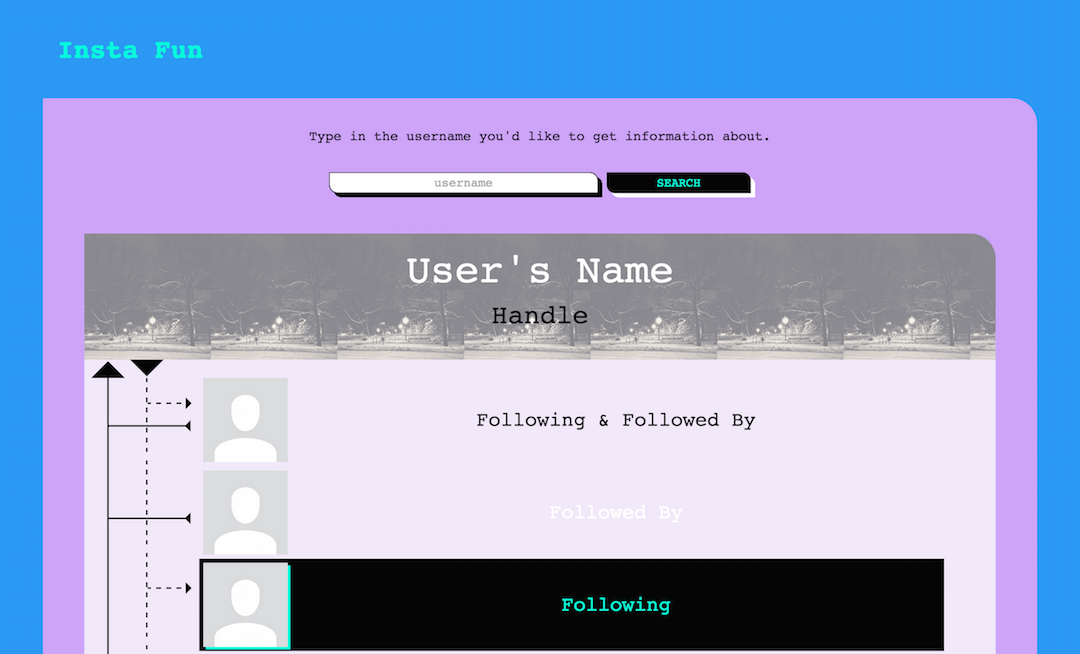 Insta Fun
Type in the username you'd like to get information about.
username
SEARCH
User's Name
Handle
Following & Followed By
Followed By
Following